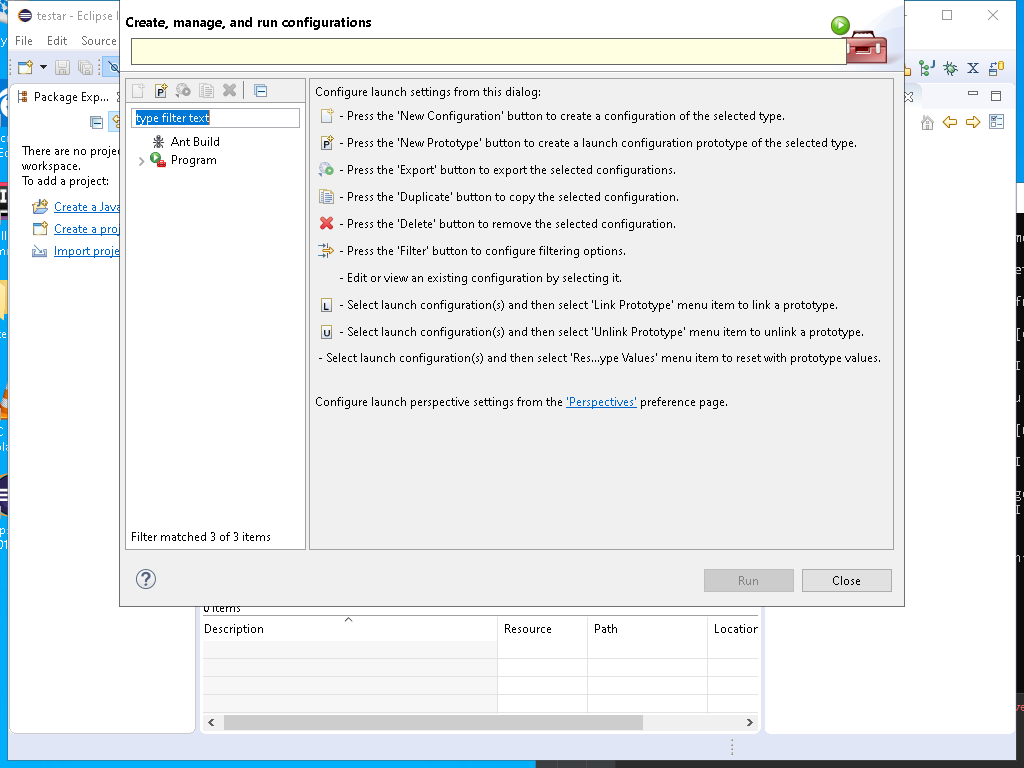 testar - Eclipse
File Edit Source
Package Exp...
There are no proje
workspace.
To add a project:
Create a Java
Create a proj
Import proje
Create, manage, and run configurations
type filter text
Ant Build
Program
Filter matched 3 of 3 items
Configure launch settings from this dialog:
- Press the 'New Configuration' button to create a configuration of the selected type.
- Press the 'New Prototype' button to create a launch configuration prototype of the selected type.
- Press the 'Export' button to export the selected configurations.
- Press the 'Duplicate' button to copy the selected configuration.
- Press the 'Delete' button to remove the selected configuration.
- Press the 'Filter' button to configure filtering options.
- Edit or view an existing configuration by selecting it.
- Select launch configuration(s) and then select 'Link Prototype' menu item to link a prototype.
- Select launch configuration(s) and then select 'Unlink Prototype' menu item to unlink a prototype.
- Select launch configuration(s) and then select 'Res...ype Values' menu item to reset with prototype values.
Configure launch perspective settings from the 'Perspectives' preference page.
Run Close
0 items
Description Resource Path Location